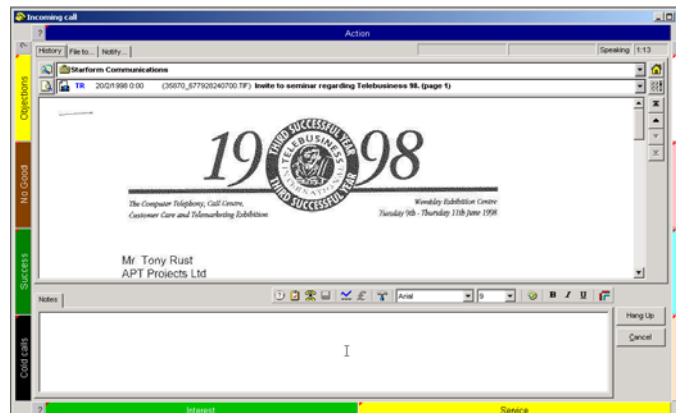 Incoming call
?
Action
History
File to...
Notify...
Speaking
1:13
Starform Communications
TR 20/2/1998 0:00 (35870_677928240700.TIF) Invite to seminar regarding Telebusiness 98. (page 1)
Objections
No Good
Success
Cold calls
1998
THIRD SUCCESSFUL YEAR
TELEBUSINESS
INTERNATIONAL
THIRD SUCCESSFUL YEAR
The Computer Telephony, Call Centre,
Customer Care and Telemarketing Exhibition
Wembley Exhibition Centre
Tuesday 9th - Thursday 11th June 1998
Mr Tony Rust
APT Projects Ltd
Notes
Arial
9
B I U
Hang Up
Cancel
?
Interest
Service